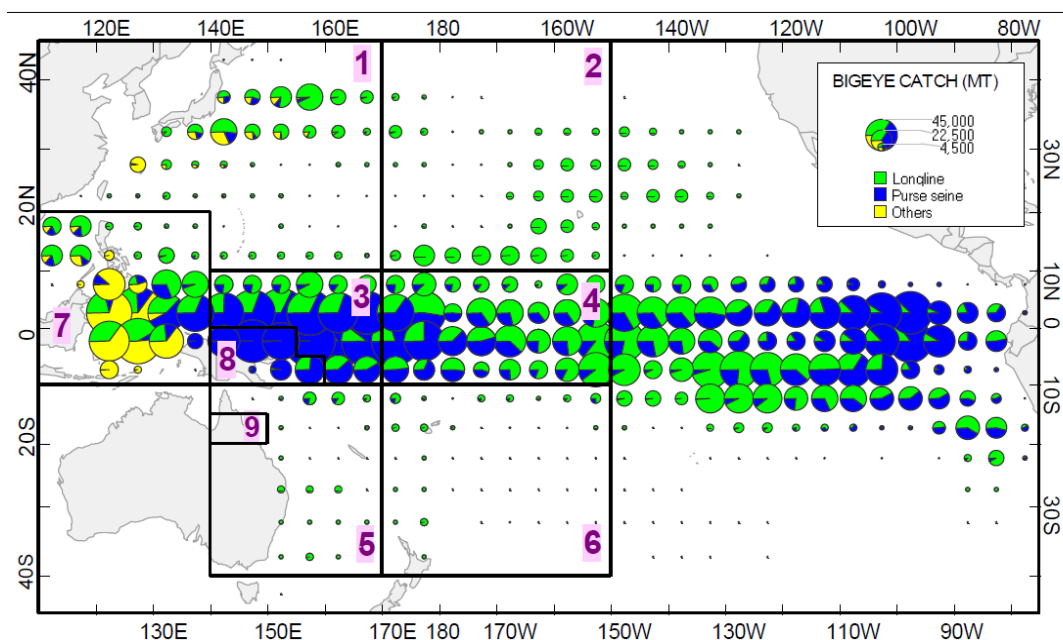 120E 140E 160E 180 160W 140W 120W 100W 80W
40N
30N
20N
10N
0
10S
20S
30S
40S
1
2
BIGEYE CATCH (MT)
45,000
22,500
4,500
Longline
Purse seine
Others
3
4
7
8
9
5
6
130E 150E 170E 180 170W 150W 130W 110W 90W